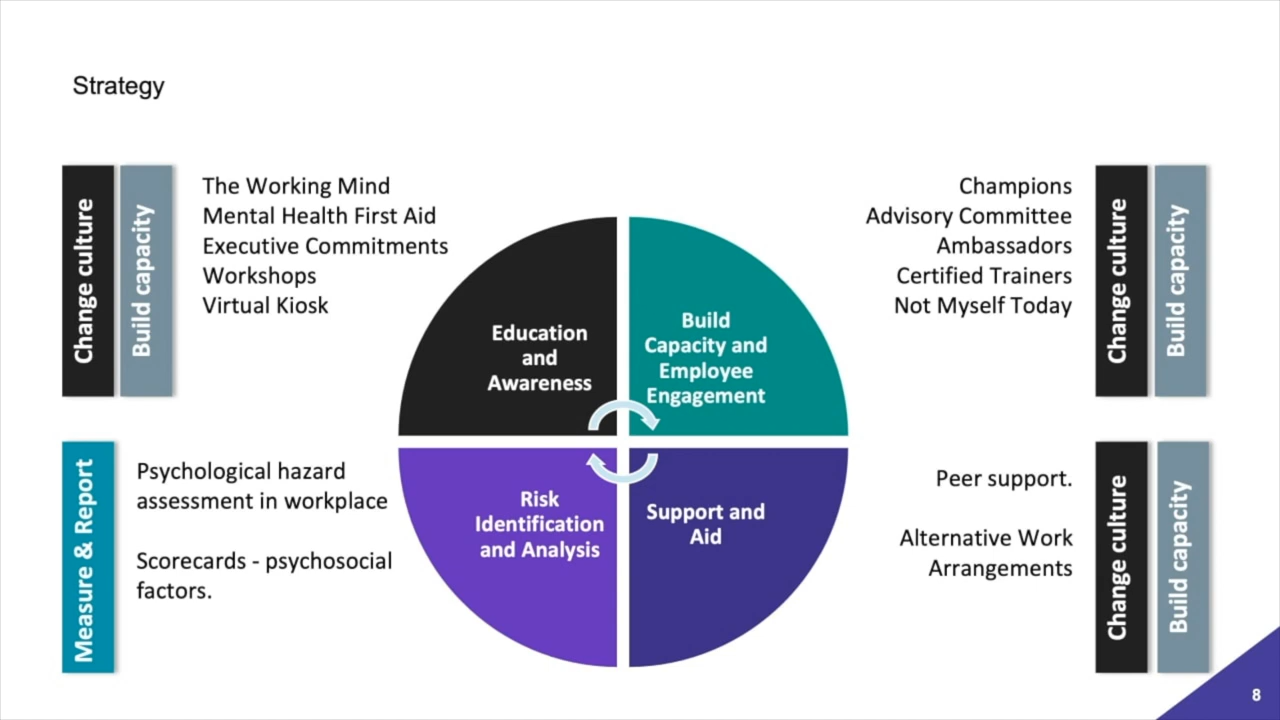 Strategy
Change culture
Build capacity
The Working Mind
Mental Health First Aid
Executive Commitments
Workshops
Virtual Kiosk
Education
and
Awareness
Build
Capacity and
Employee
Engagement
Champions
Advisory Committee
Ambassadors
Certified Trainers
Not Myself Today
Change culture
Build capacity
Measure & Report
Psychological hazard
assessment in workplace
Scorecards - psychosocial
factors.
Risk
Identification
and Analysis
Support and
Aid
Peer support.
Alternative Work
Arrangements
Change culture
Build capacity
8